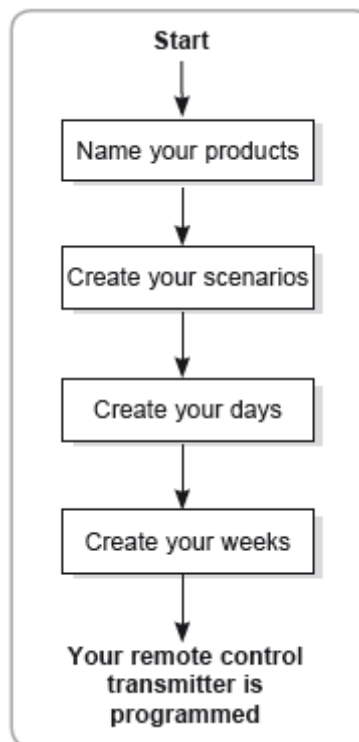 Start
Name your products
Create your scenarios
Create your days
Create your weeks
Your remote control
transmitter is
programmed